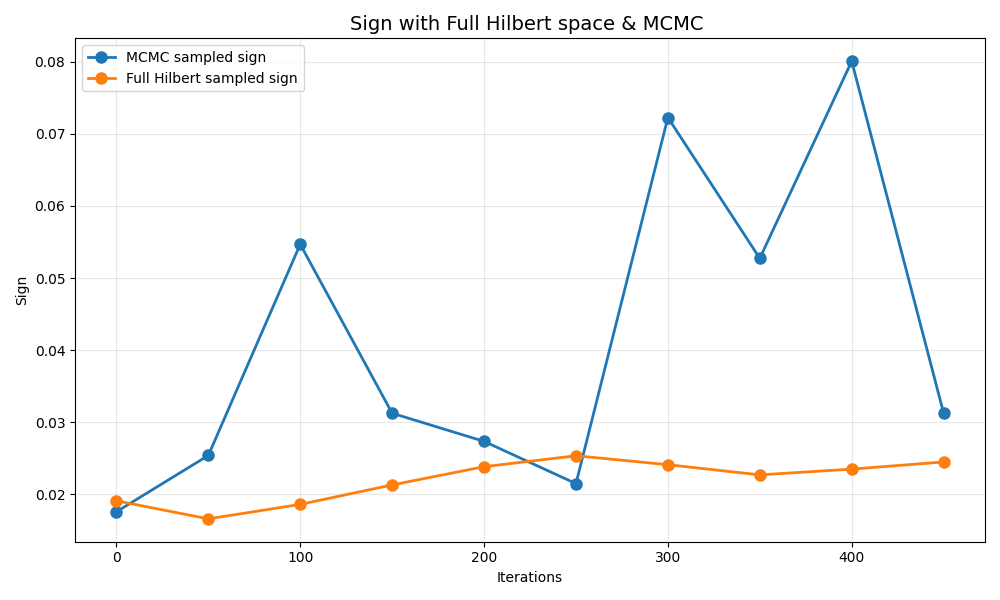 Sign with Full Hilbert space & MCMC
MCMC sampled sign
Full Hilbert sampled sign
Sign
0.08
0.07
0.06
0.05
0.04
0.03
0.02
0 100 200 300 400
Iterations